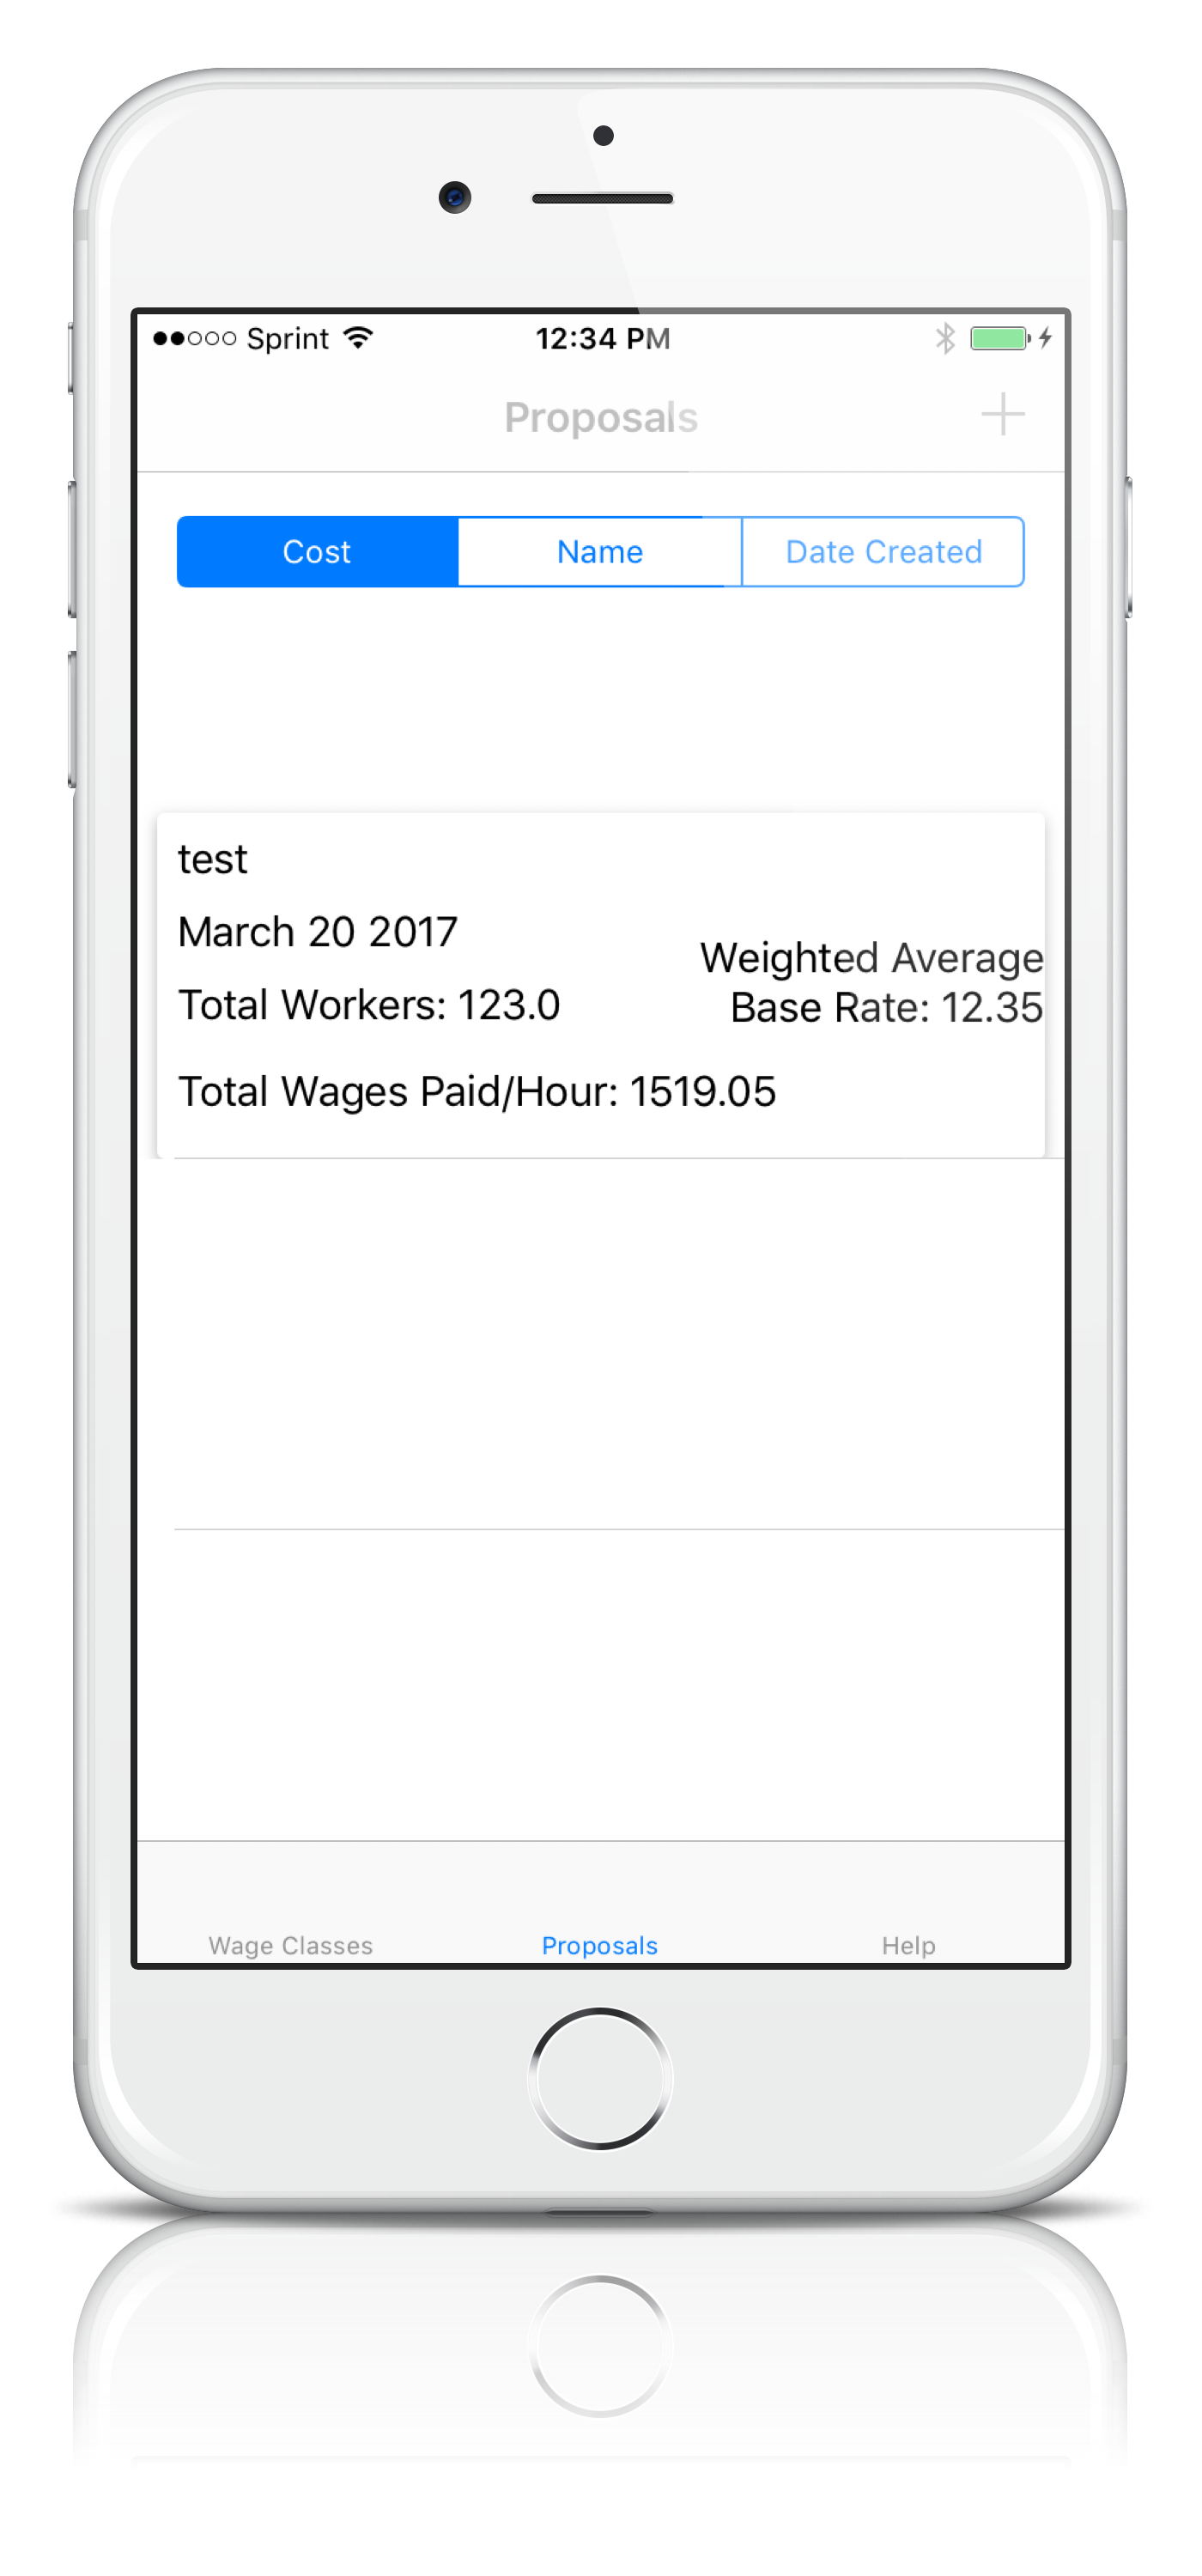 Sprint 12:34 PM
Proposals
Cost Name Date Created
test
March 20 2017
Weighted Average
Base Rate: 12.35
Total Workers: 123.0
Total Wages Paid/Hour: 1519.05
Wage Classes Proposals Help